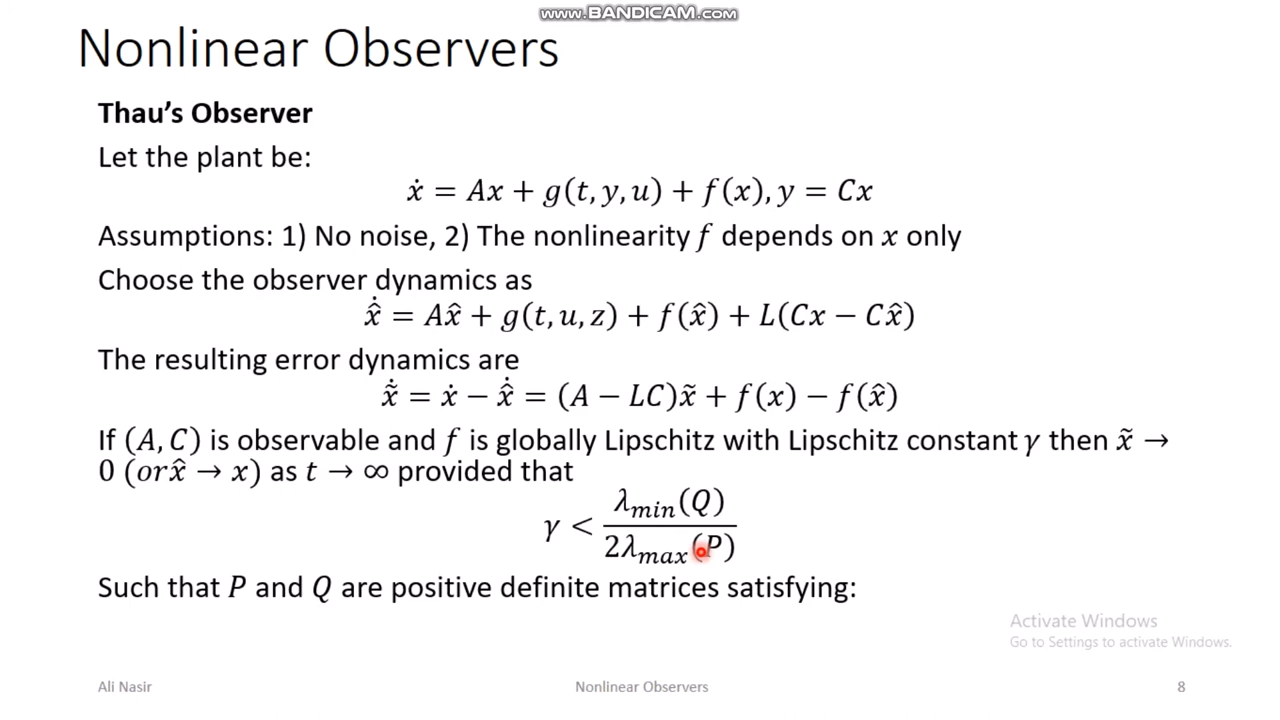 www.BANDICAM.com
Nonlinear Observers
Thau's Observer
Let the plant be:
ẋ = Ax + g(t, y, u) + f(x), y = Cx
Assumptions: 1) No noise, 2) The nonlinearity f depends on x only
Choose the observer dynamics as
x̂̇ = Ax̂ + g(t, u, z) + f(x̂) + L(Cx − Cx̂)
The resulting error dynamics are
x̃̇ = ẋ − x̂̇ = (A − LC)x̃ + f(x) − f(x̂)
If (A, C) is observable and f is globally Lipschitz with Lipschitz constant γ then x̃ →
0 (or x̂ → x) as t → ∞ provided that
γ < λmin(Q) / 2λmax(P)
Such that P and Q are positive definite matrices satisfying:
Activate Windows
Go to Settings to activate Windows.
Ali Nasir
Nonlinear Observers
8